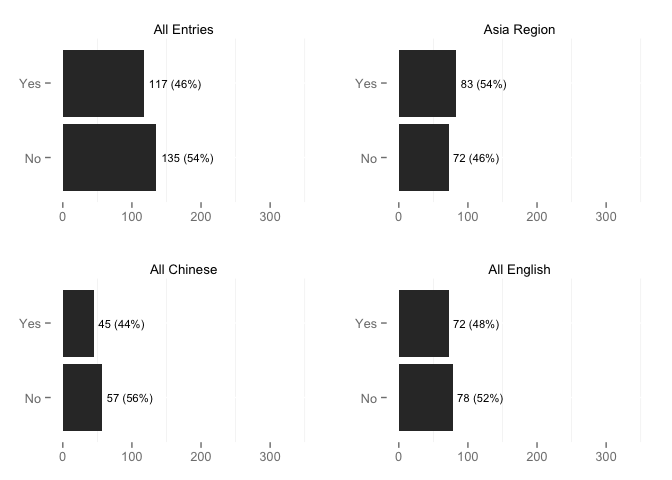 All Entries
Yes
117 (46%)
No
135 (54%)
0 100 200 300
Asia Region
Yes
83 (54%)
No
72 (46%)
0 100 200 300
All Chinese
Yes
45 (44%)
No
57 (56%)
0 100 200 300
All English
Yes
72 (48%)
No
78 (52%)
0 100 200 300